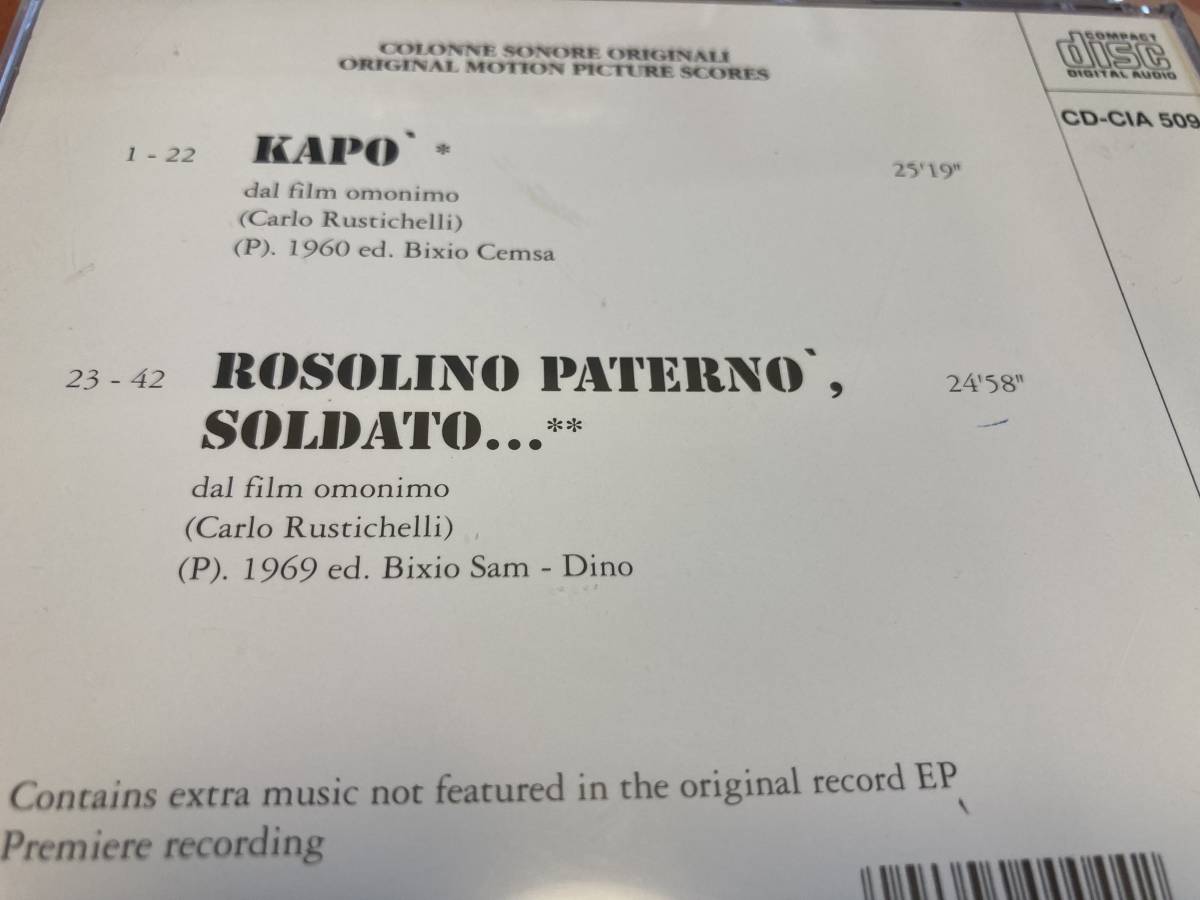 COLONNE SONORE ORIGINALI
ORIGINAL MOTION PICTURE SCORES
COMPACT
disc
DIGITAL AUDIO
CD-CIA 509
1 - 22 KAPO` * 25'19"
dal film omonimo
(Carlo Rustichelli)
(P). 1960 ed. Bixio Cemsa
23 - 42 ROSOLINO PATERNO`, 24'58"
SOLDATO...**
dal film omonimo
(Carlo Rustichelli)
(P). 1969 ed. Bixio Sam - Dino
Contains extra music not featured in the original record EP
Premiere recording